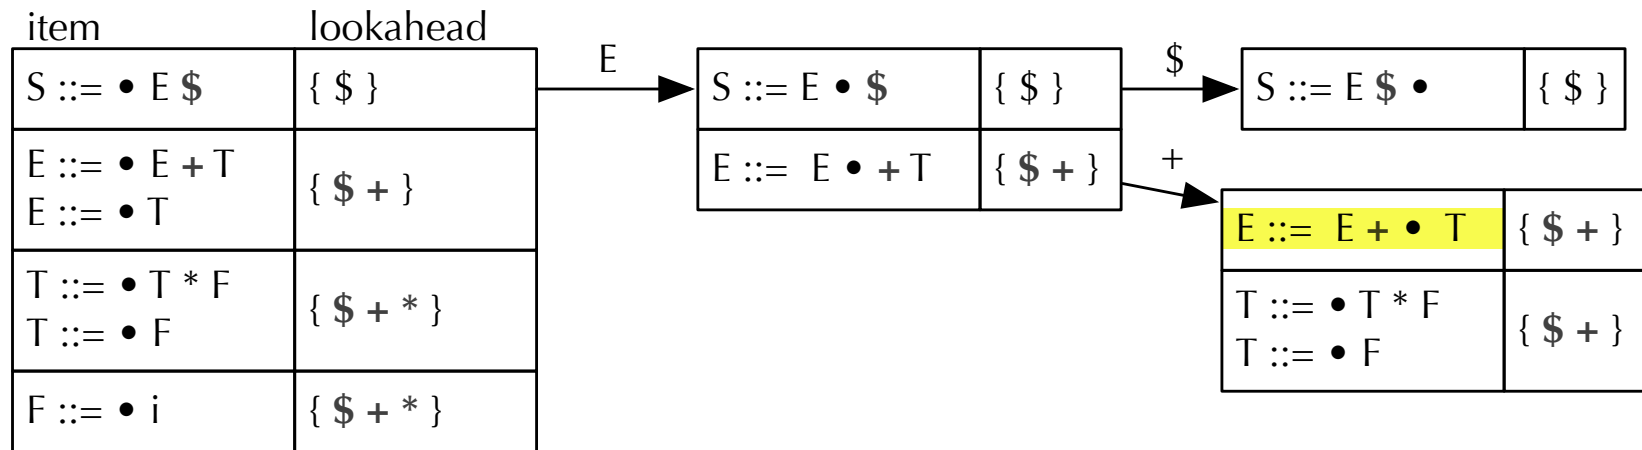 item lookahead
S ::= • E $ { $ }
E ::= • E + T
E ::= • T
{ $ + }
T ::= • T * F
T ::= • F
{ $ + * }
F ::= • i { $ + * }
E
S ::= E • $ { $ }
E ::= E • + T { $ + }
$
S ::= E $ • { $ }
+
E ::= E + • T { $ + }
T ::= • T * F
T ::= • F
{ $ + }